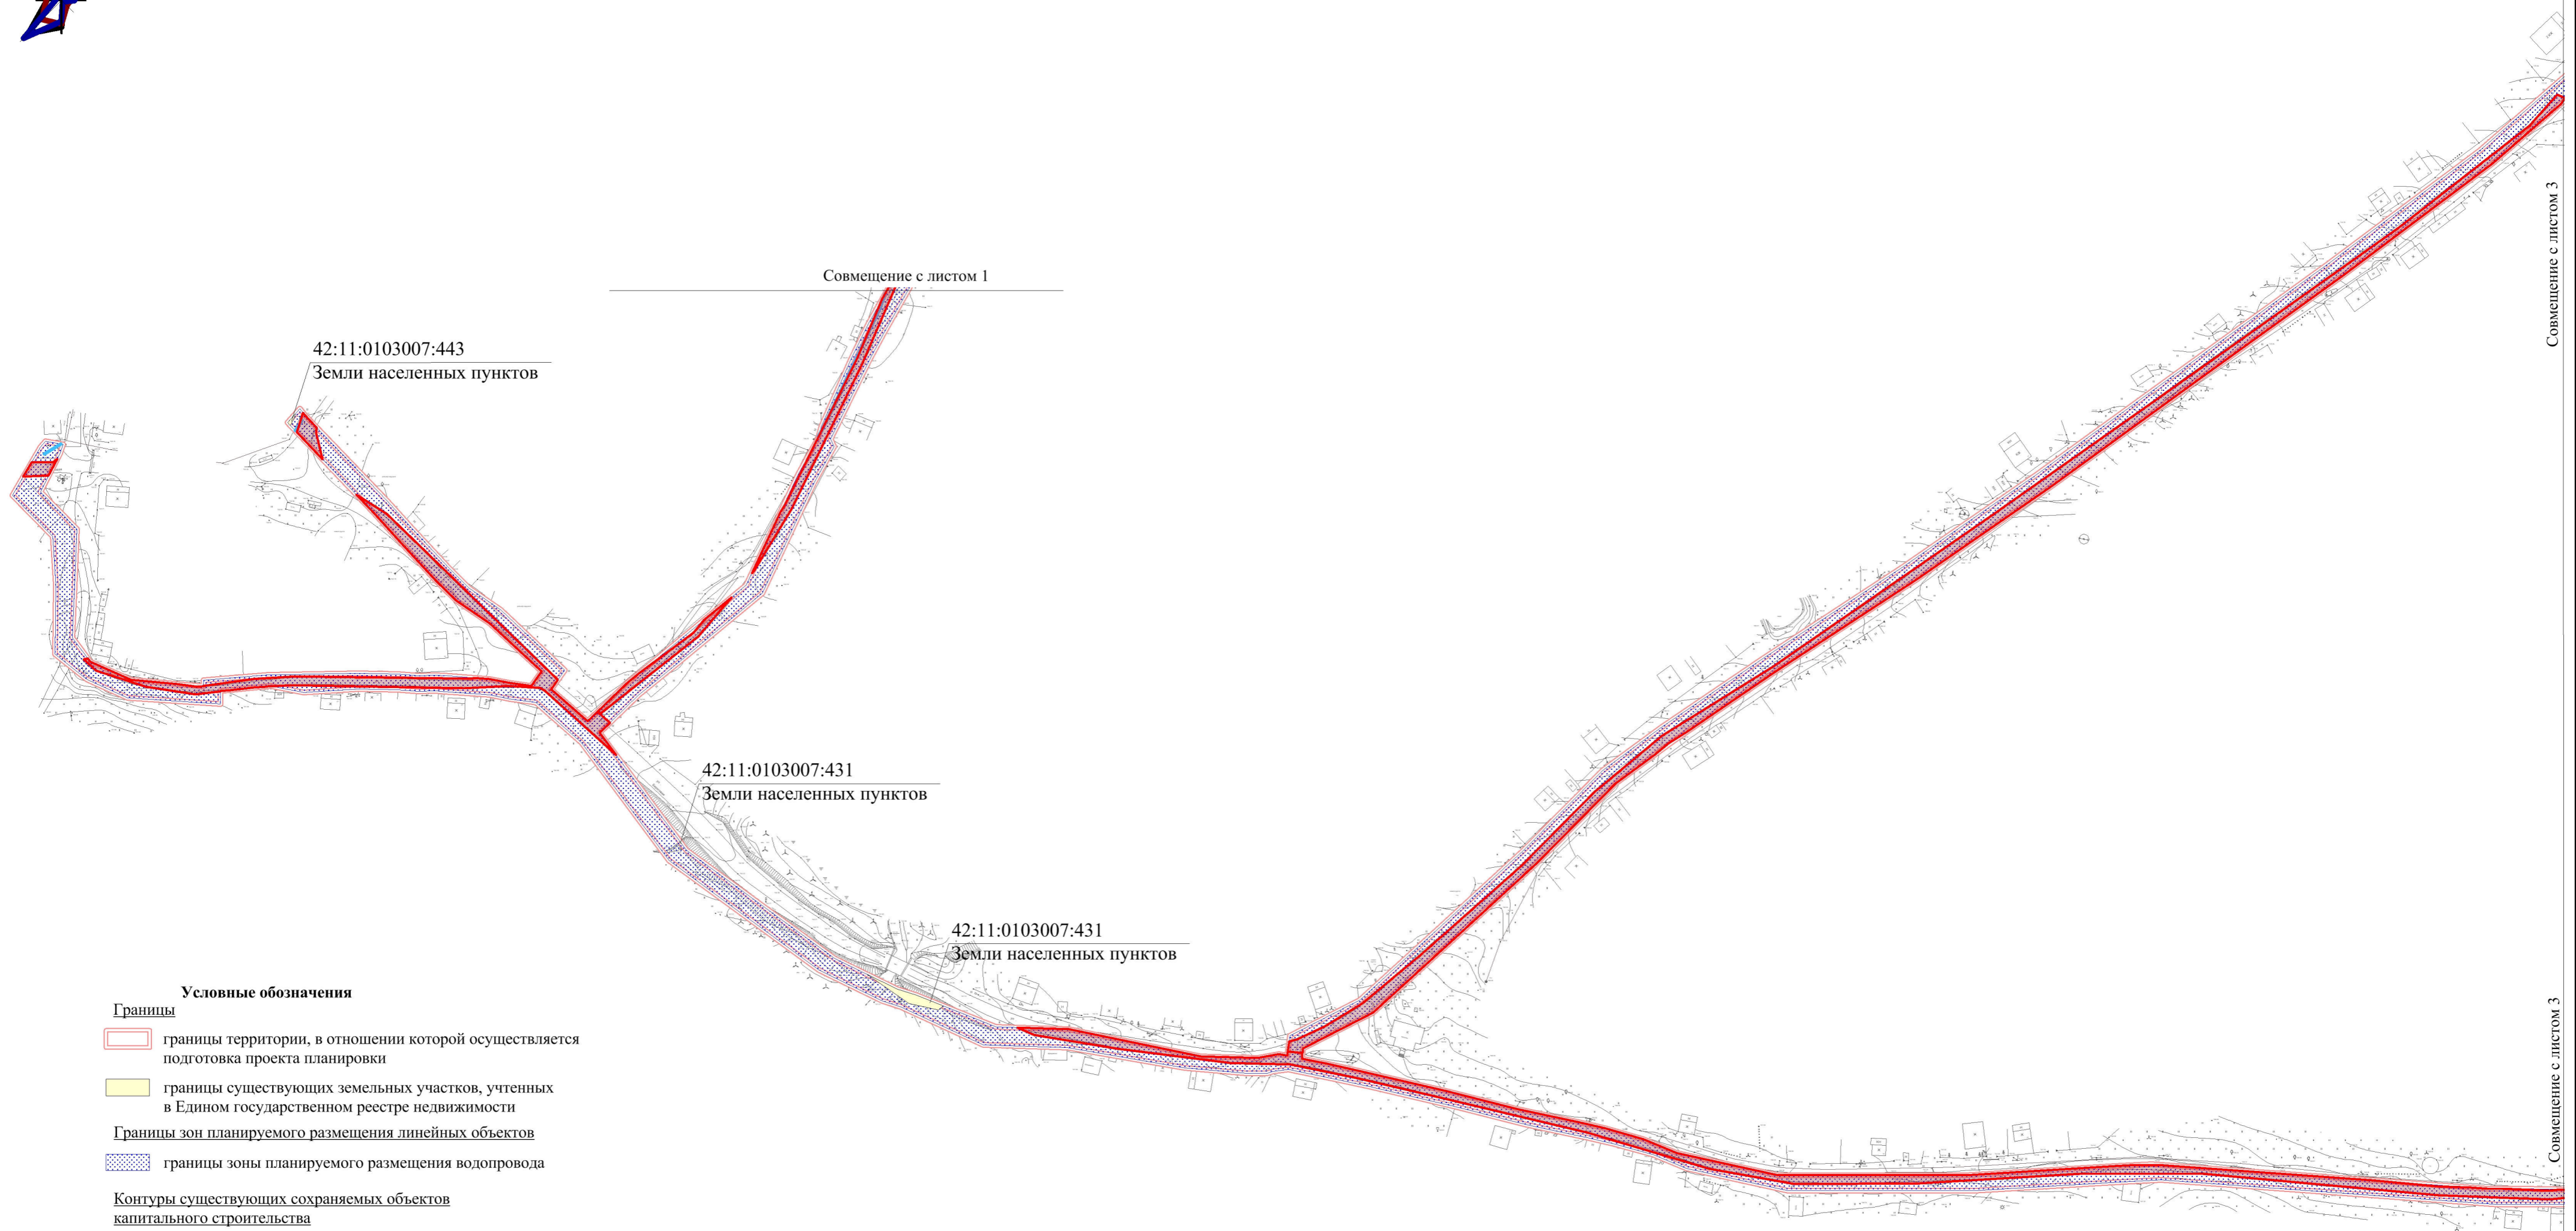 Совмещение с листом 1
Совмещение с листом 3
42:11:0103007:443
Земли населенных пунктов
42:11:0103007:431
Земли населенных пунктов
42:11:0103007:431
Земли населенных пунктов
Совмещение с листом 3
Условные обозначения
Границы
границы территории, в отношении которой осуществляется
подготовка проекта планировки
границы существующих земельных участков, учтенных
в Едином государственном реестре недвижимости
Границы зон планируемого размещения линейных объектов
границы зоны планируемого размещения водопровода
Контуры существующих сохраняемых объектов
капитального строительства